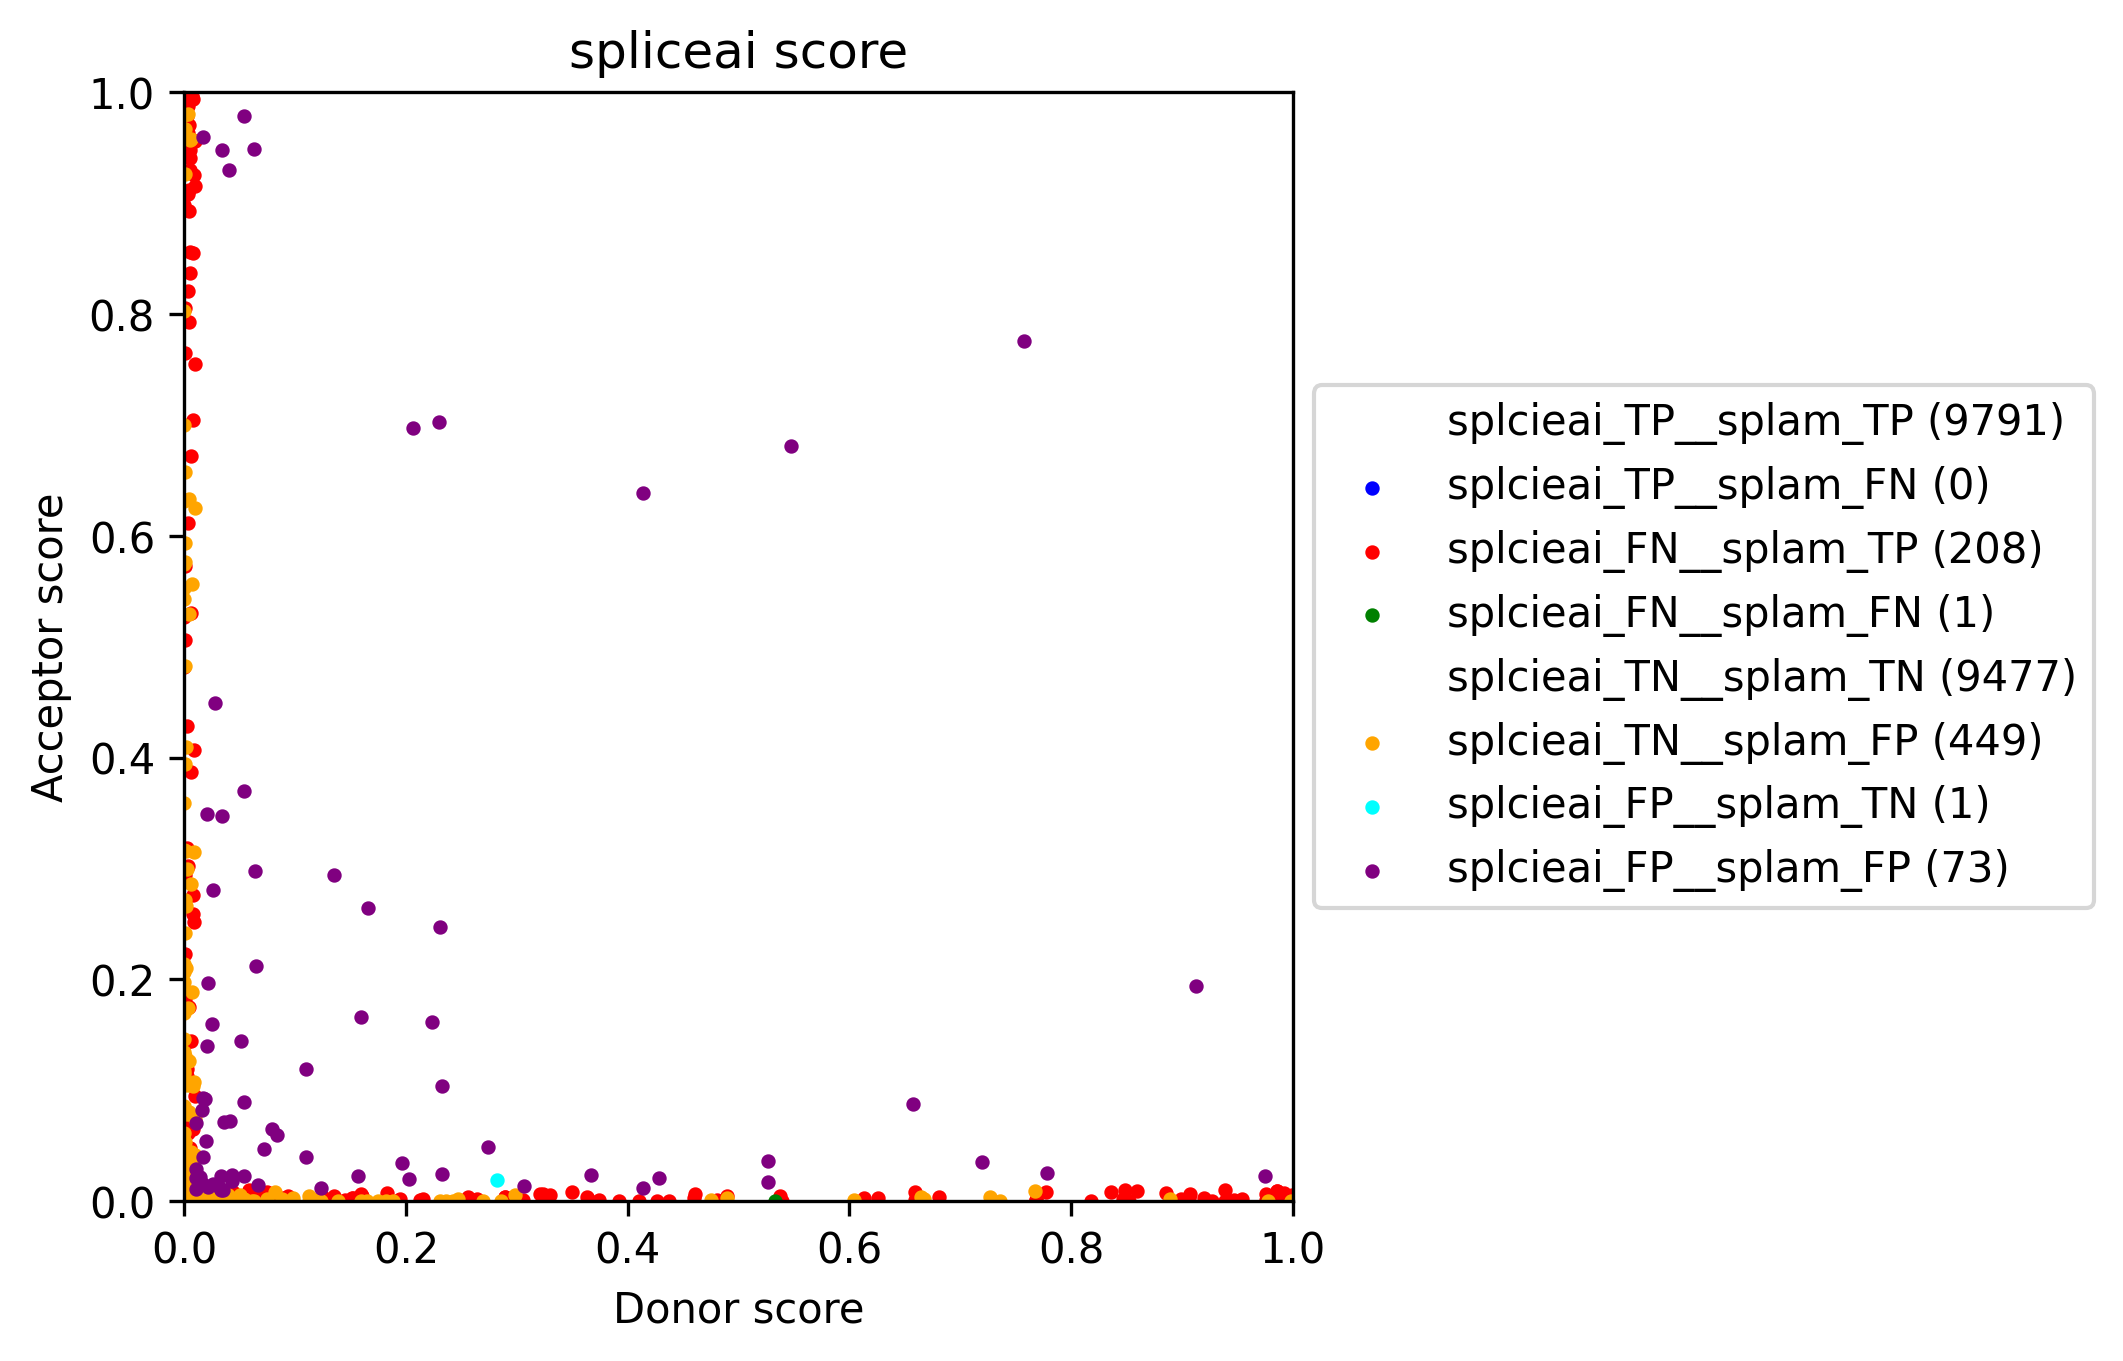 spliceai score
1.0
0.8
0.6
0.4
0.2
0.0
Acceptor score
0.0 0.2 0.4 0.6 0.8 1.0
Donor score
splcieai_TP__splam_TP (9791)
splcieai_TP__splam_FN (0)
splcieai_FN__splam_TP (208)
splcieai_FN__splam_FN (1)
splcieai_TN__splam_TN (9477)
splcieai_TN__splam_FP (449)
splcieai_FP__splam_TN (1)
splcieai_FP__splam_FP (73)